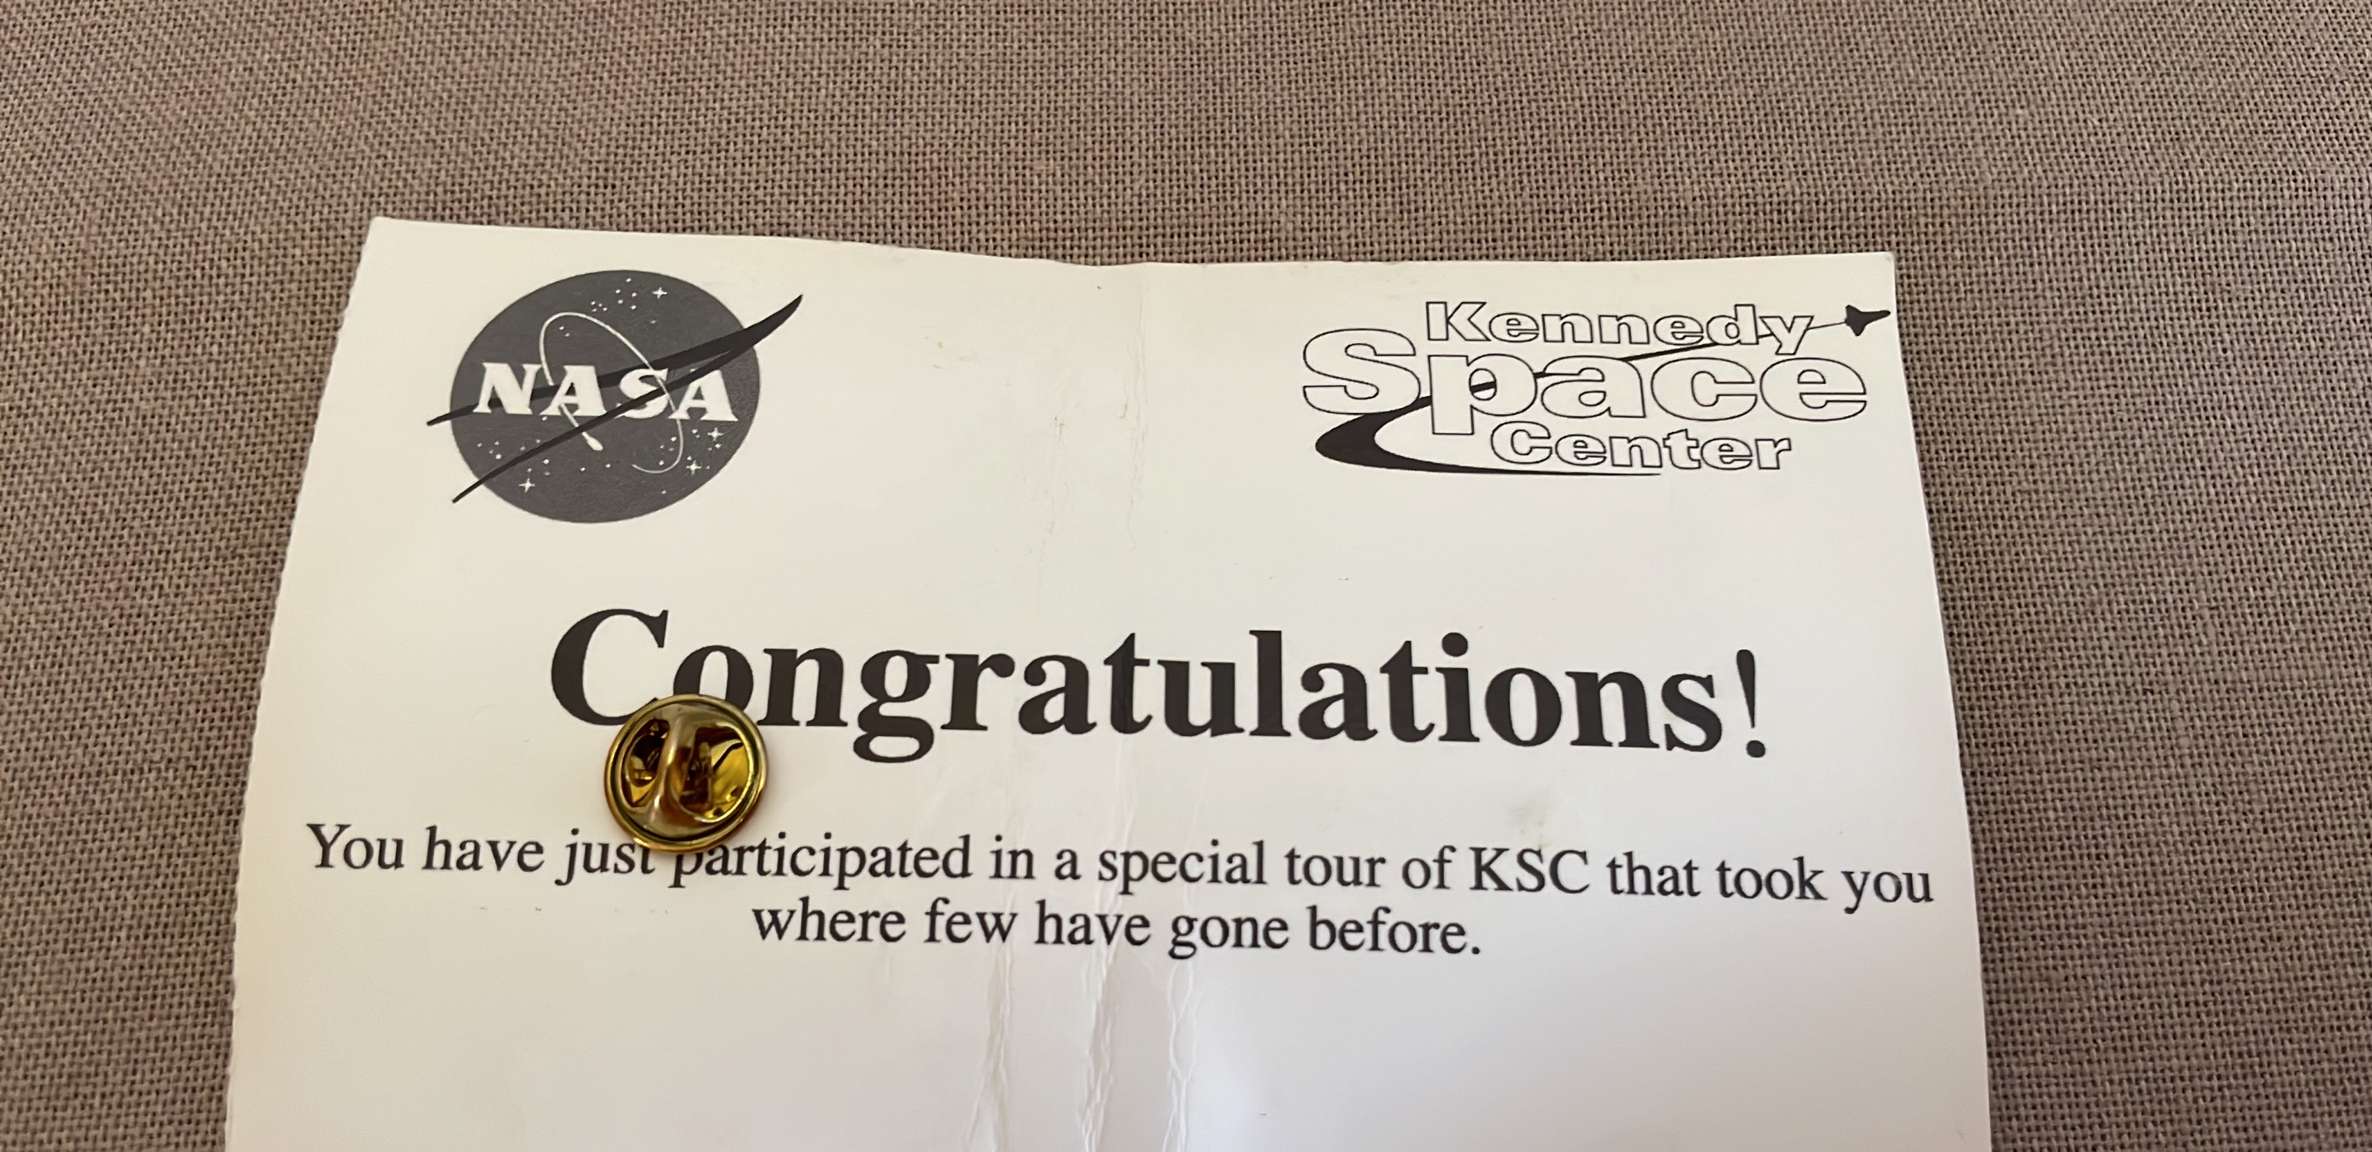 NASA
Kennedy
Space
Center
Congratulations!
You have just participated in a special tour of KSC that took you
where few have gone before.